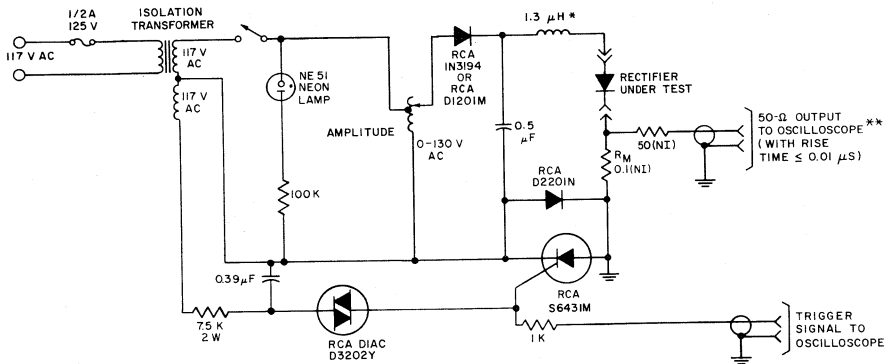 1/2A
125 V
117 V AC
ISOLATION
TRANSFORMER
117 V
AC
117 V
AC
NE 51
NEON
LAMP
100 K
AMPLITUDE
0-130 V
AC
RCA
1N3194
OR
RCA
D1201M
1.3 μH *
0.5
μF
RECTIFIER
UNDER TEST
50(NI)
RM
0.1(NI)
50-Ω OUTPUT
TO OSCILLOSCOPE**
(WITH RISE
TIME ≤ 0.01 μS)
RCA
D2201N
0.39μF
7.5 K
2 W
RCA DIAC
D3202Y
RCA
S6431M
1 K
TRIGGER
SIGNAL TO
OSCILLOSCOPE